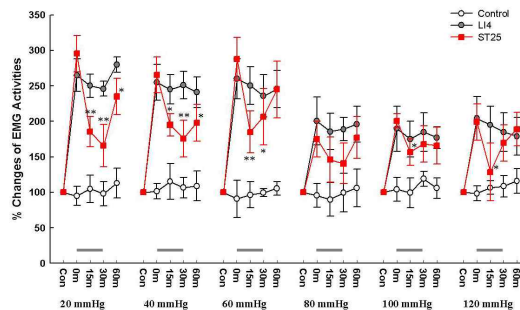 Control
LI4
ST25
% Changes of EMG Activities
350
300
250
200
150
100
50
0
** ** *
* ** *
** *
*
*
Con 0m 15m 30m 60m Con 0m 15m 30m 60m Con 0m 15m 30m 60m Con 0m 15m 30m 60m Con 0m 15m 30m 60m Con 0m 15m 30m 60m
20 mmHg 40 mmHg 60 mmHg 80 mmHg 100 mmHg 120 mmHg